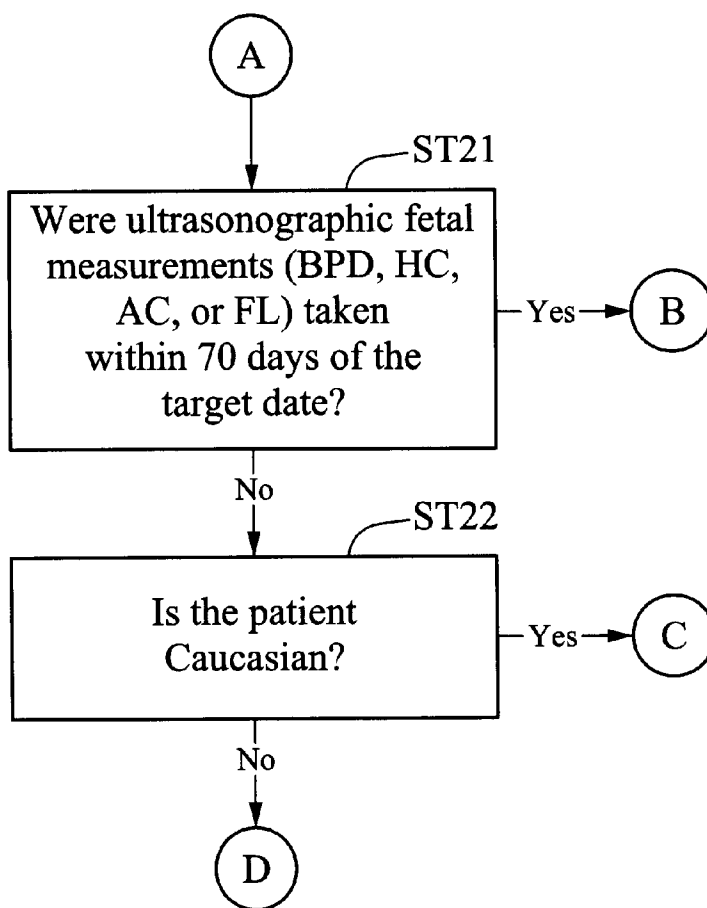 A
ST21
Were ultrasonographic fetal
measurements (BPD, HC,
AC, or FL) taken
within 70 days of the
target date?
Yes
B
No
ST22
Is the patient
Caucasian?
Yes
C
No
D